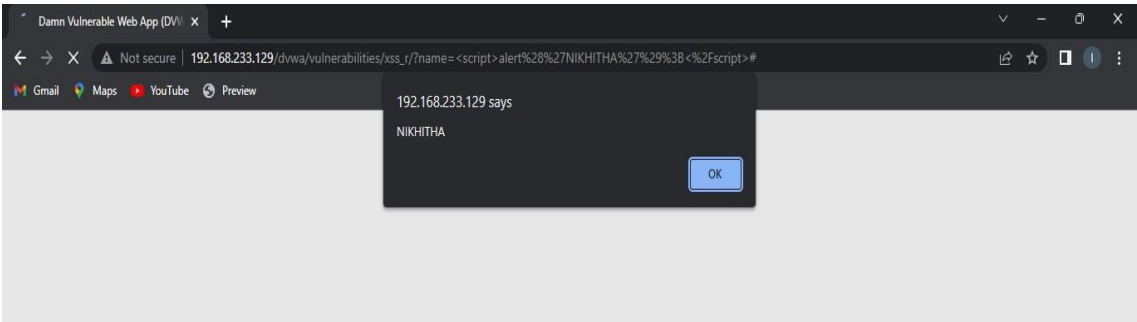 Damn Vulnerable Web App (DVW
Not secure | 192.168.233.129/dvwa/vulnerabilities/xss_r/?name=<script>alert%28%27NIKHITHA%27%29%3B<%2Fscript>#
I
Gmail Maps YouTube Preview
192.168.233.129 says
NIKHITHA
OK